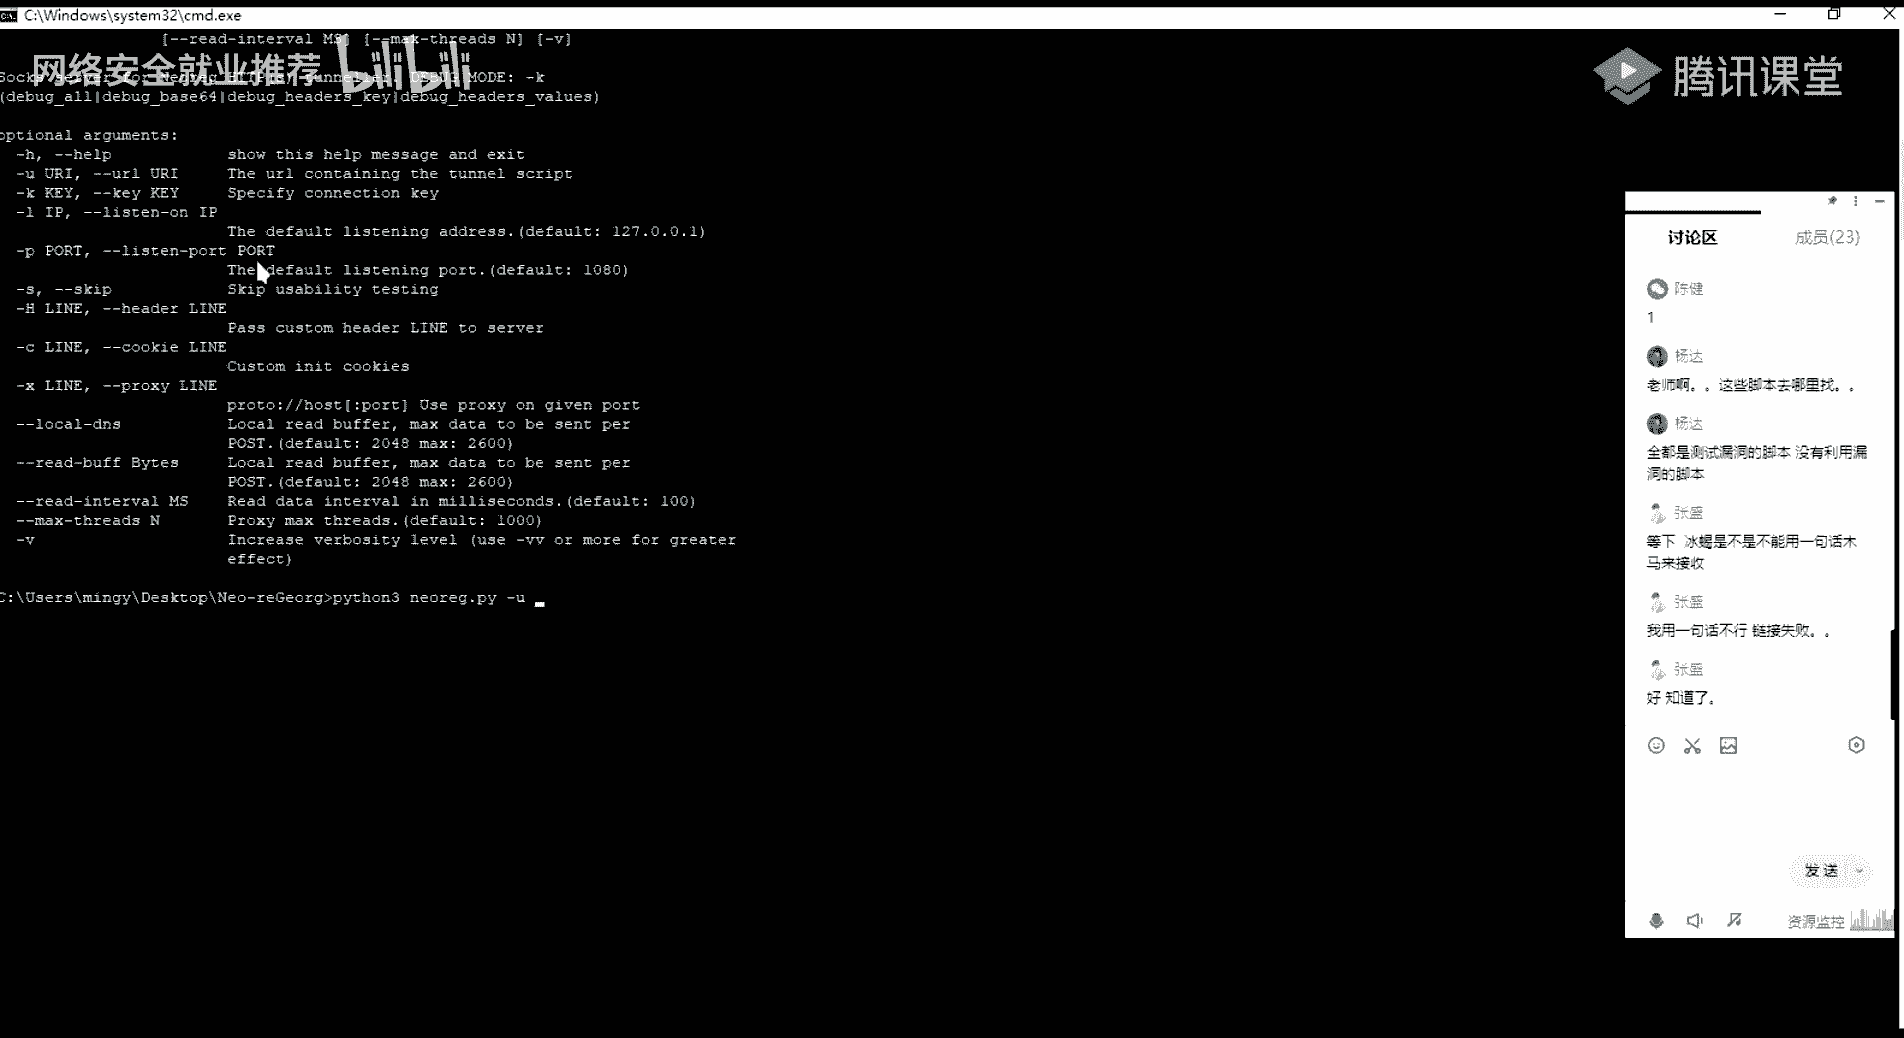 C:\Windows\system32\cmd.exe
[--read-interval MS] [--max-threads N] [-v]
网络安全就业推荐 bilibili
腾讯课堂
Socks server for Neoreg HTTP(s) tunneller. DEBUG MODE: -k
(debug_all|debug_base64|debug_headers_key|debug_headers_values)
optional arguments:
-h, --help show this help message and exit
-u URI, --url URI The url containing the tunnel script
-k KEY, --key KEY Specify connection key
-l IP, --listen-on IP
The default listening address.(default: 127.0.0.1)
-p PORT, --listen-port PORT
The default listening port.(default: 1080)
-s, --skip Skip usability testing
-H LINE, --header LINE
Pass custom header LINE to server
-c LINE, --cookie LINE
Custom init cookies
-x LINE, --proxy LINE
proto://host[:port] Use proxy on given port
--local-dns Local read buffer, max data to be sent per
POST.(default: 2048 max: 2600)
--read-buff Bytes Local read buffer, max data to be sent per
POST.(default: 2048 max: 2600)
--read-interval MS Read data interval in milliseconds.(default: 100)
--max-threads N Proxy max threads.(default: 1000)
-v Increase verbosity level (use -vv or more for greater
effect)
C:\Users\mingy\Desktop\Neo-reGeorg>python3 neoreg.py -u
讨论区 成员(23)
陈健
1
杨达
老师啊。。这些脚本去哪里找。。
杨达
全都是测试漏洞的脚本 没有利用漏
洞的脚本
张盛
等下 冰蝎是不是不能用一句话木
马来接收
张盛
我用一句话不行 链接失败。。
张盛
好 知道了。
发送
资源监控